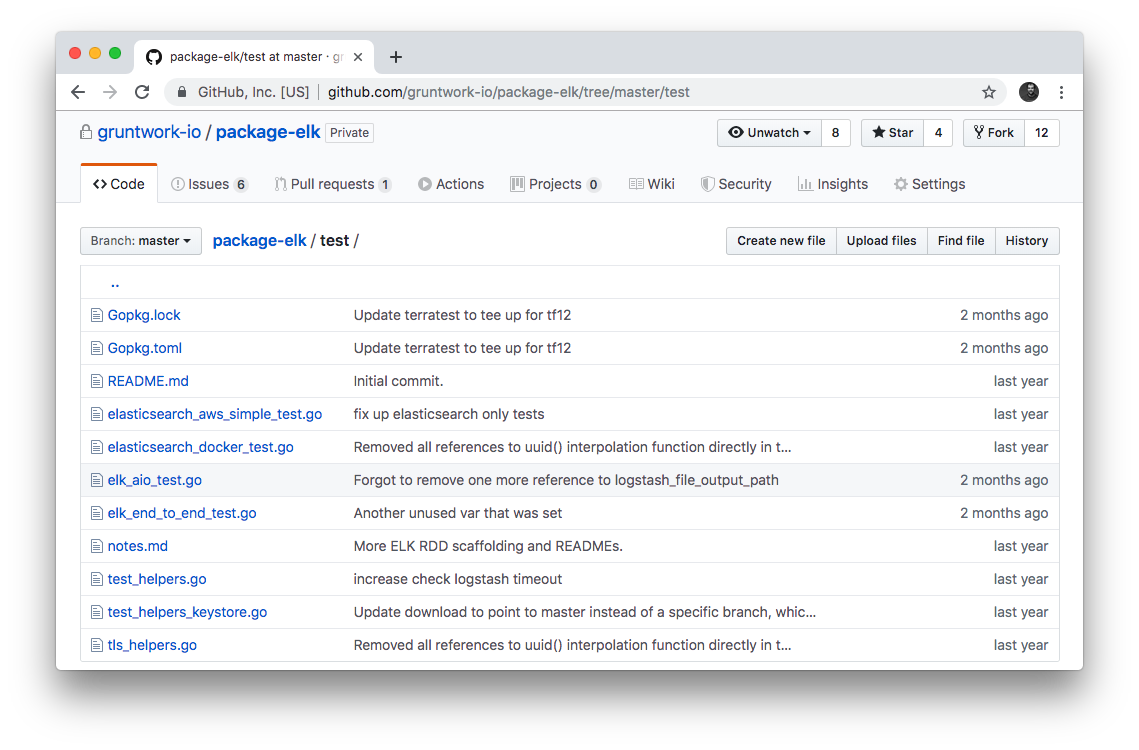 package-elk/test at master · gr
GitHub, Inc. [US] github.com/gruntwork-io/package-elk/tree/master/test
gruntwork-io / package-elk Private Unwatch 8 Star 4 Fork 12
Code Issues 6 Pull requests 1 Actions Projects 0 Wiki Security Insights Settings
Branch: master package-elk / test / Create new file Upload files Find file History
..
Gopkg.lock Update terratest to tee up for tf12 2 months ago
Gopkg.toml Update terratest to tee up for tf12 2 months ago
README.md Initial commit. last year
elasticsearch_aws_simple_test.go fix up elasticsearch only tests last year
elasticsearch_docker_test.go Removed all references to uuid() interpolation function directly in t... last year
elk_aio_test.go Forgot to remove one more reference to logstash_file_output_path 2 months ago
elk_end_to_end_test.go Another unused var that was set 2 months ago
notes.md More ELK RDD scaffolding and READMEs. last year
test_helpers.go increase check logstash timeout last year
test_helpers_keystore.go Update download to point to master instead of a specific branch, whic... last year
tls_helpers.go Removed all references to uuid() interpolation function directly in t... last year